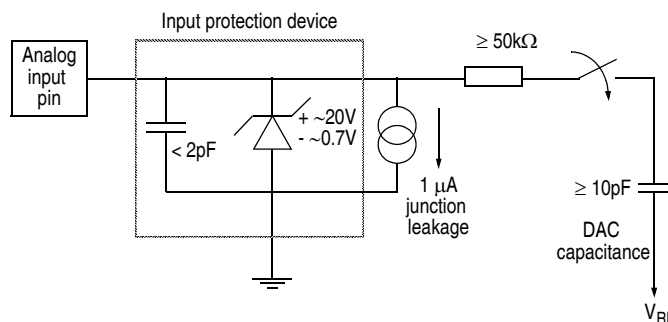 Input protection device
Analog
input
pin
≥ 50kΩ
+ ~20V
- ~0.7V
< 2pF
1 µA
junction
leakage
≥ 10pF
DAC
capacitance